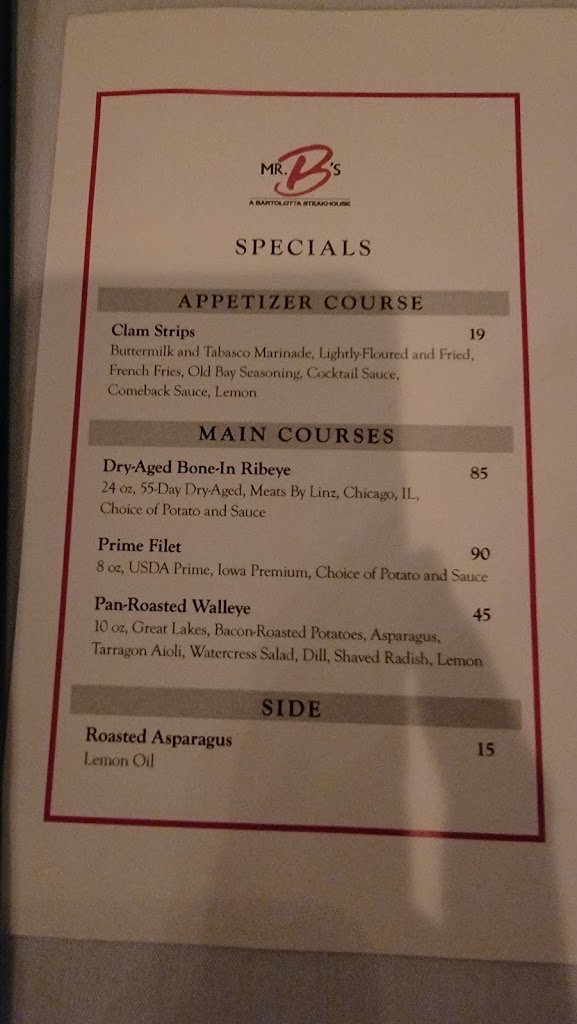 MR. B'S
A BARTOLOTTA STEAKHOUSE
SPECIALS
APPETIZER COURSE
Clam Strips 19
Buttermilk and Tabasco Marinade, Lightly-Floured and Fried,
French Fries, Old Bay Seasoning, Cocktail Sauce,
Comeback Sauce, Lemon
MAIN COURSES
Dry-Aged Bone-In Ribeye 85
24 oz, 55-Day Dry-Aged, Meats By Linz, Chicago, IL,
Choice of Potato and Sauce
Prime Filet 90
8 oz, USDA Prime, Iowa Premium, Choice of Potato and Sauce
Pan-Roasted Walleye 45
10 oz, Great Lakes, Bacon-Roasted Potatoes, Asparagus,
Tarragon Aioli, Watercress Salad, Dill, Shaved Radish, Lemon
SIDE
Roasted Asparagus 15
Lemon Oil